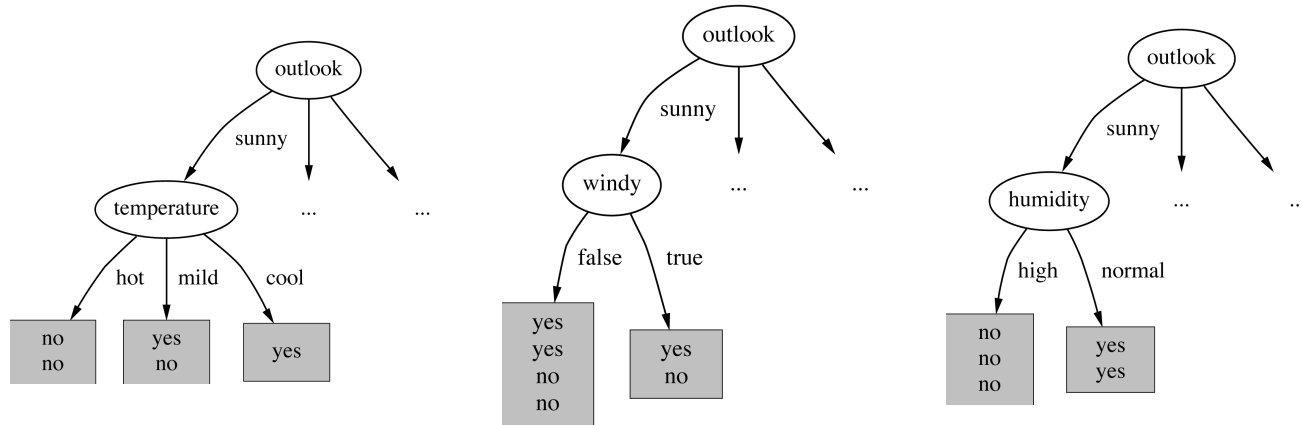 outlook
sunny
temperature
...
...
hot
mild
cool
no
no
yes
no
yes
outlook
sunny
windy
...
...
false
true
yes
yes
no
no
yes
no
outlook
sunny
humidity
...
..
high
normal
no
no
no
yes
yes